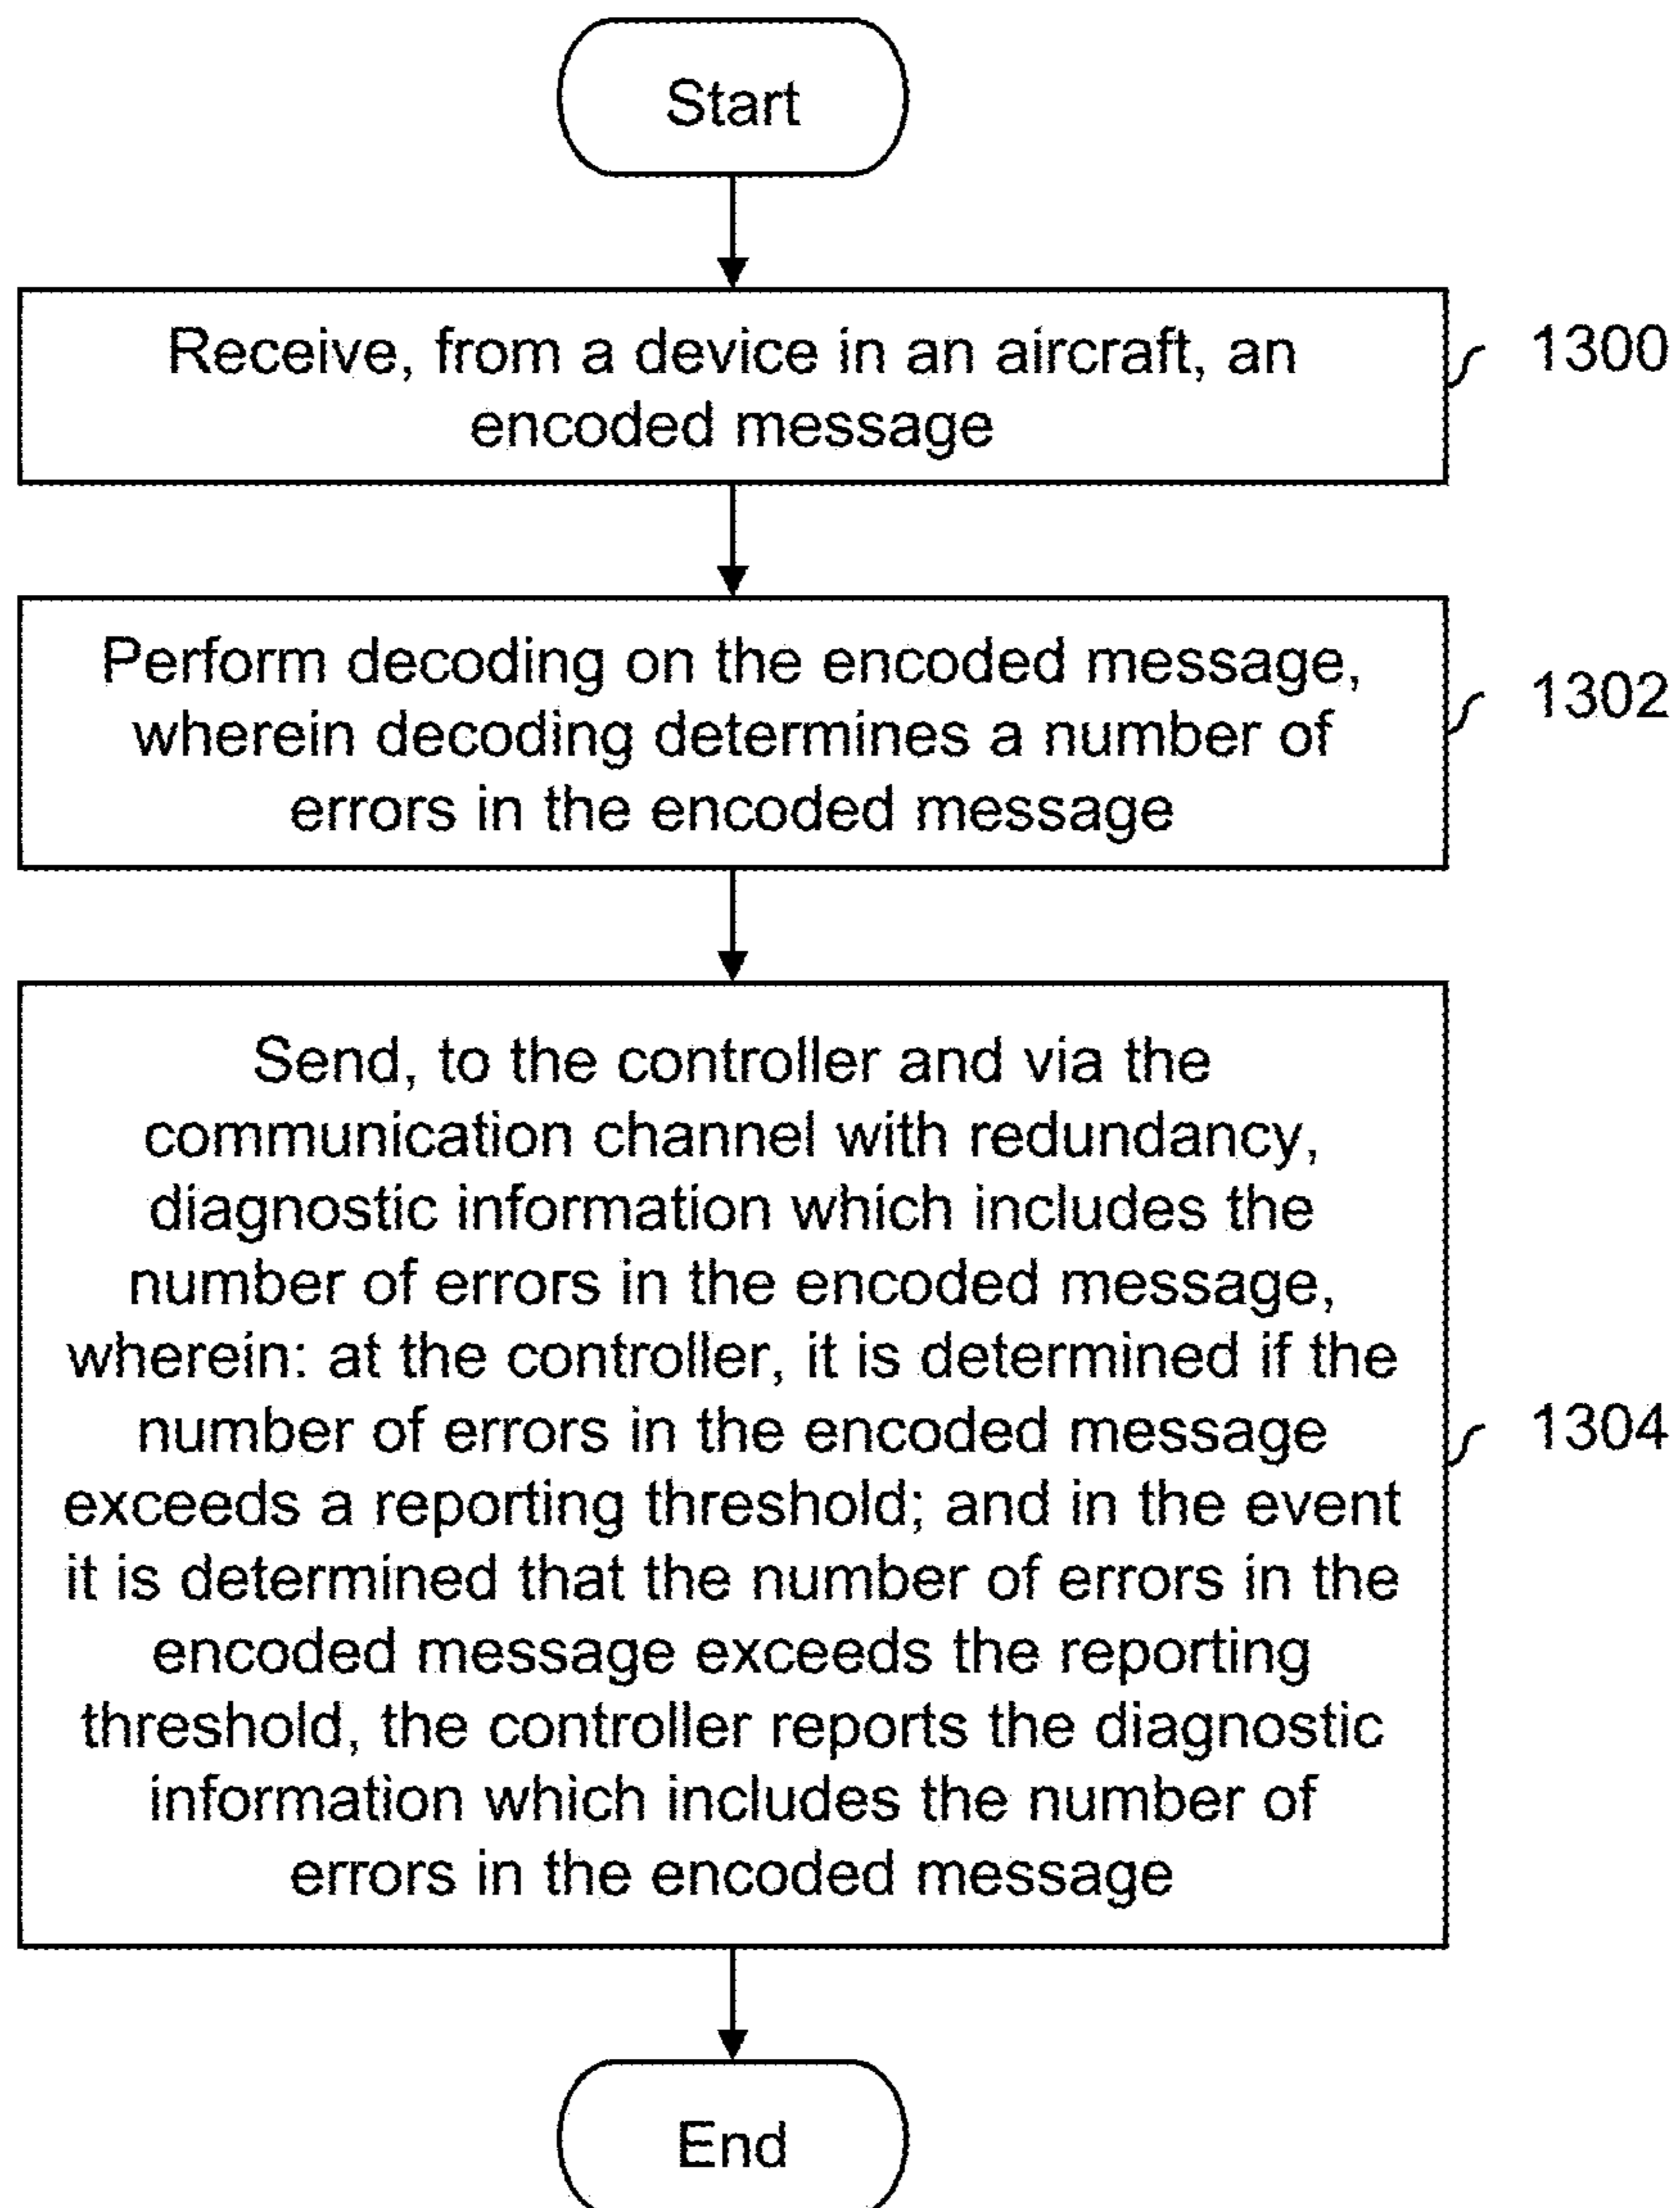 Start
Receive, from a device in an aircraft, an
encoded message
1300
Perform decoding on the encoded message,
wherein decoding determines a number of
errors in the encoded message
1302
Send, to the controller and via the
communication channel with redundancy,
diagnostic information which includes the
number of errors in the encoded message,
wherein: at the controller, it is determined if the
number of errors in the encoded message
exceeds a reporting threshold; and in the event
it is determined that the number of errors in the
encoded message exceeds the reporting
threshold, the controller reports the diagnostic
information which includes the number of
errors in the encoded message
1304
End